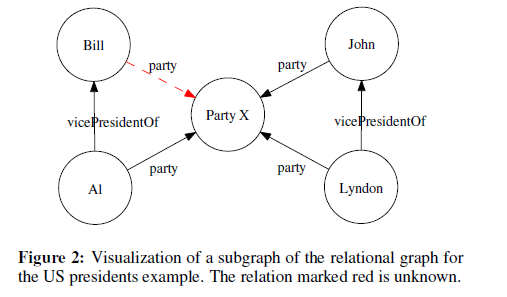 Bill
John
party
party
Party X
vicePresidentOf
vicePresidentOf
party
party
Al
Lyndon
Figure 2: Visualization of a subgraph of the relational graph for
the US presidents example. The relation marked red is unknown.